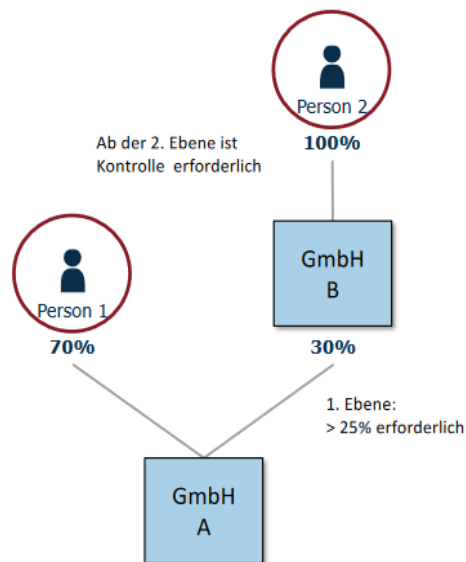 Person 2
100%
Ab der 2. Ebene ist
Kontrolle erforderlich
GmbH
B
Person 1
70%
30%
1. Ebene:
> 25% erforderlich
GmbH
A